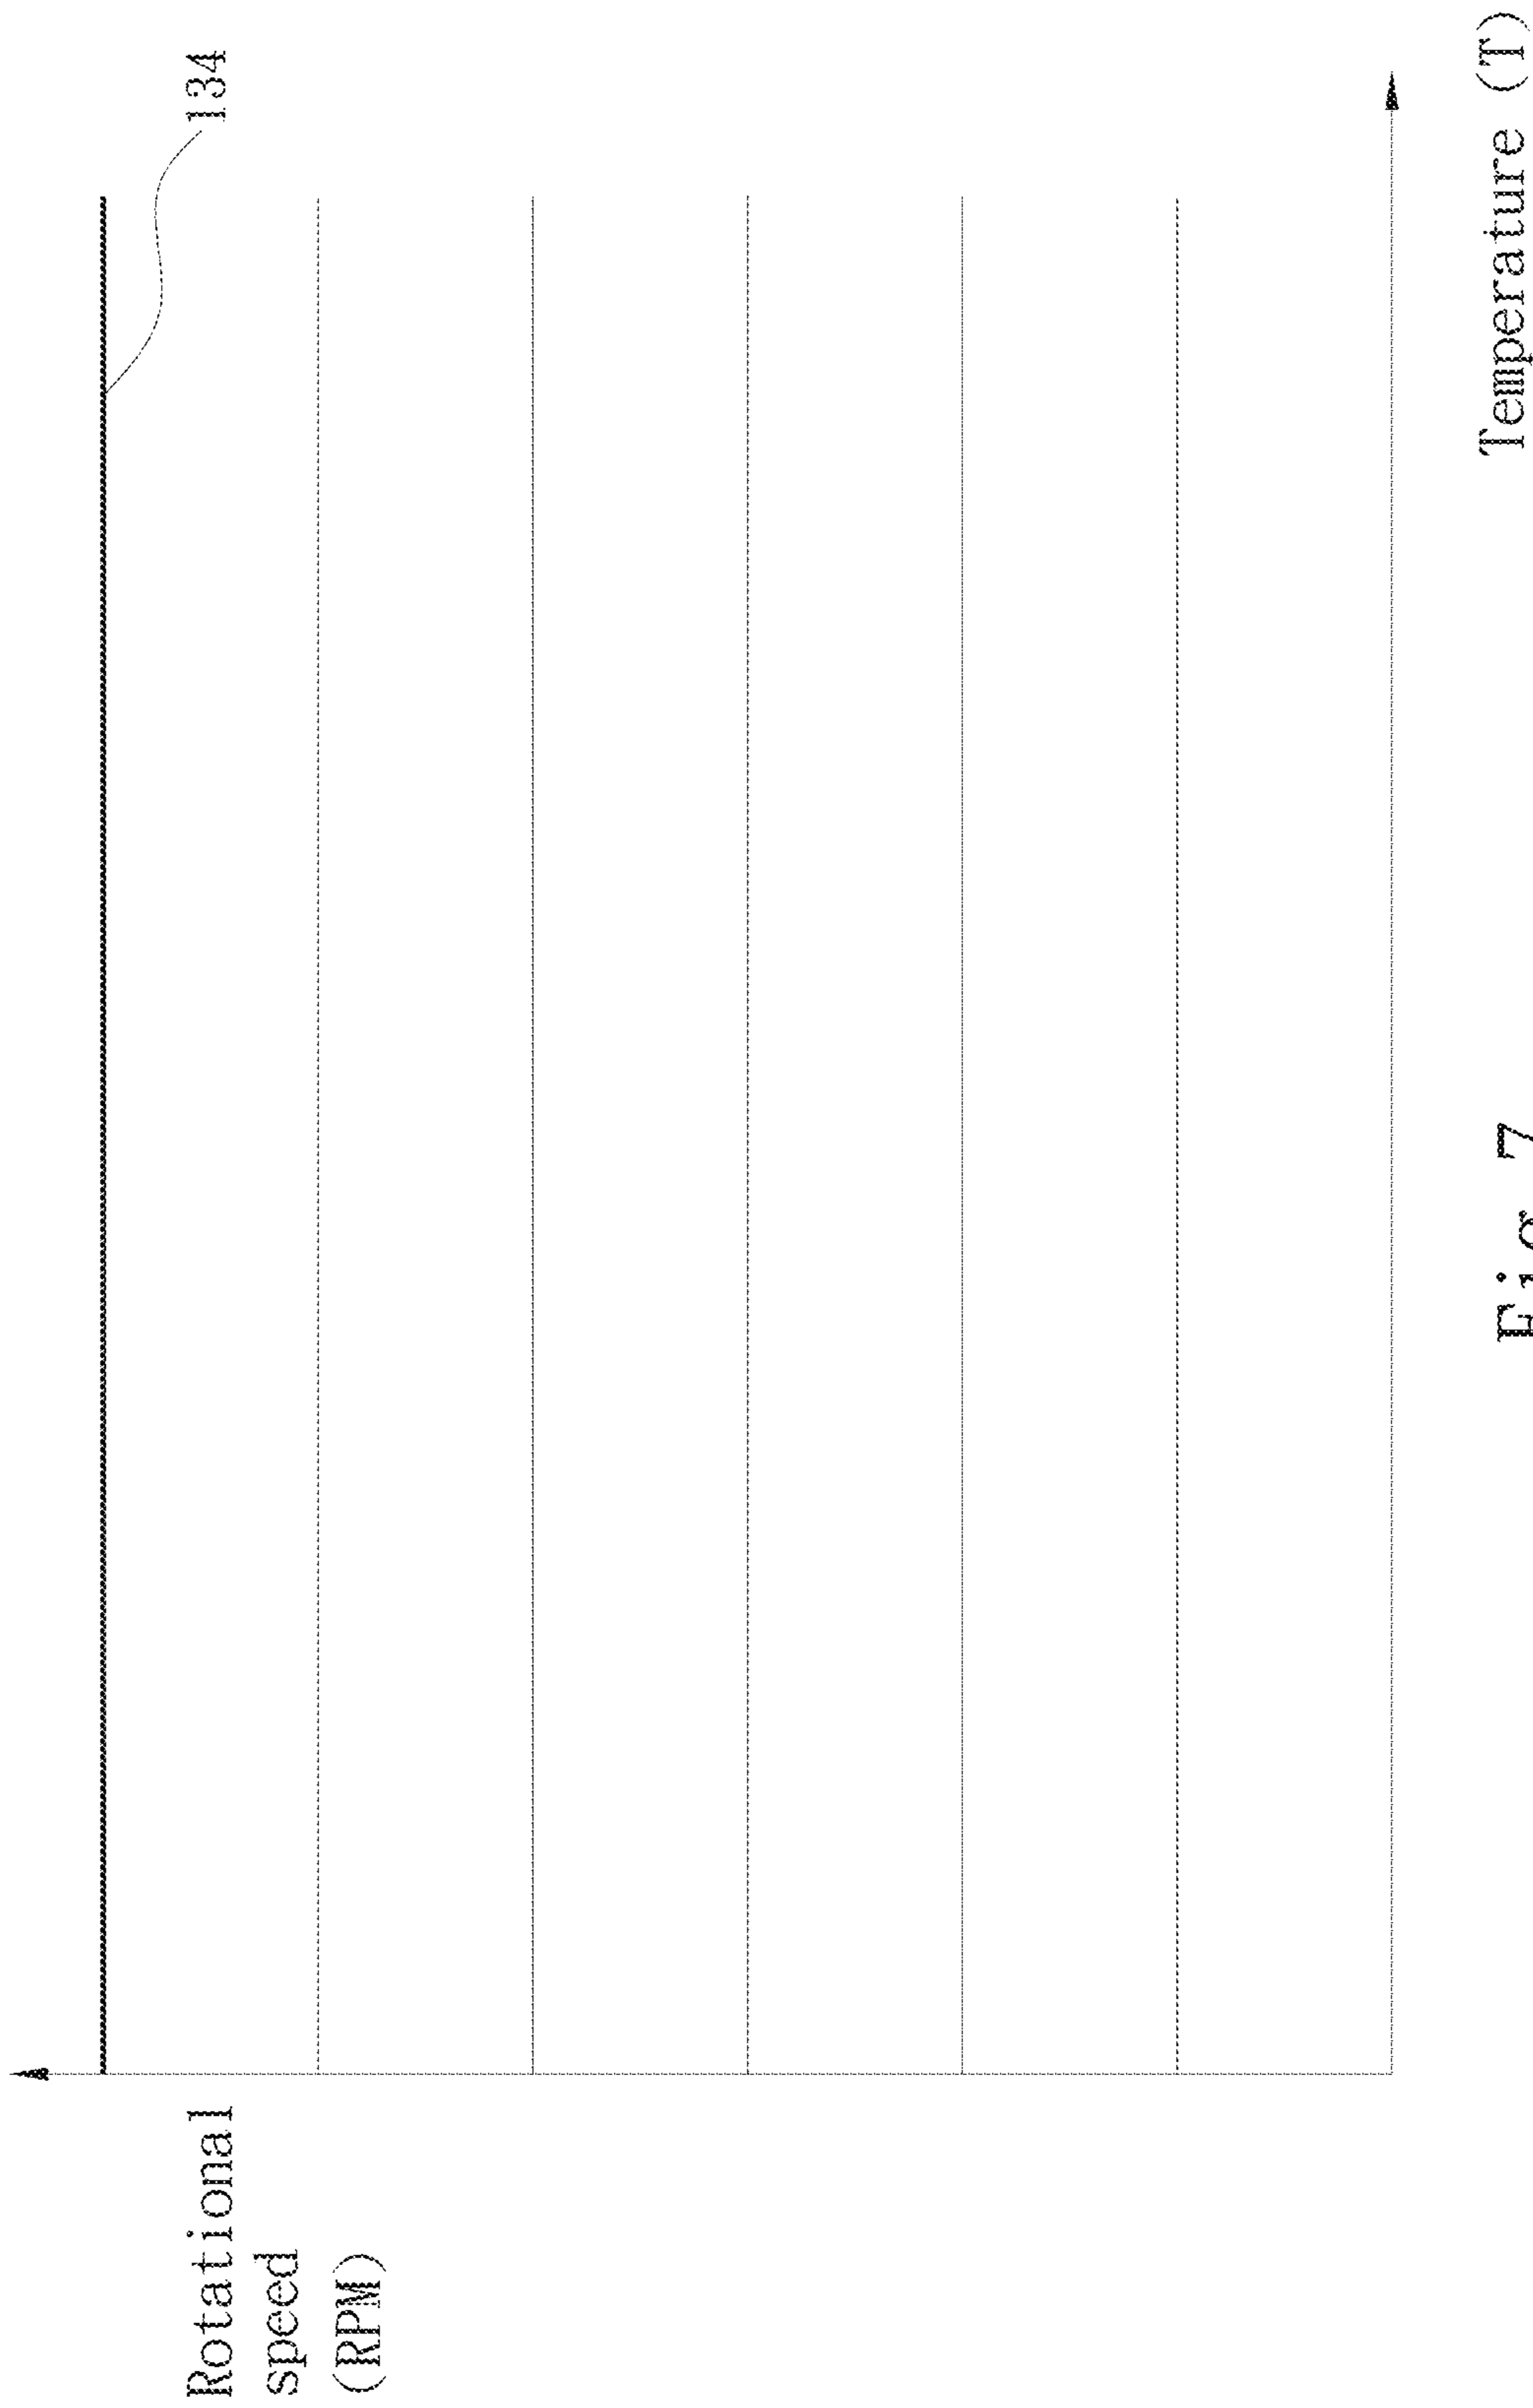 Rotational
speed
(RPM)
134
Temperature (T)
Fig 7